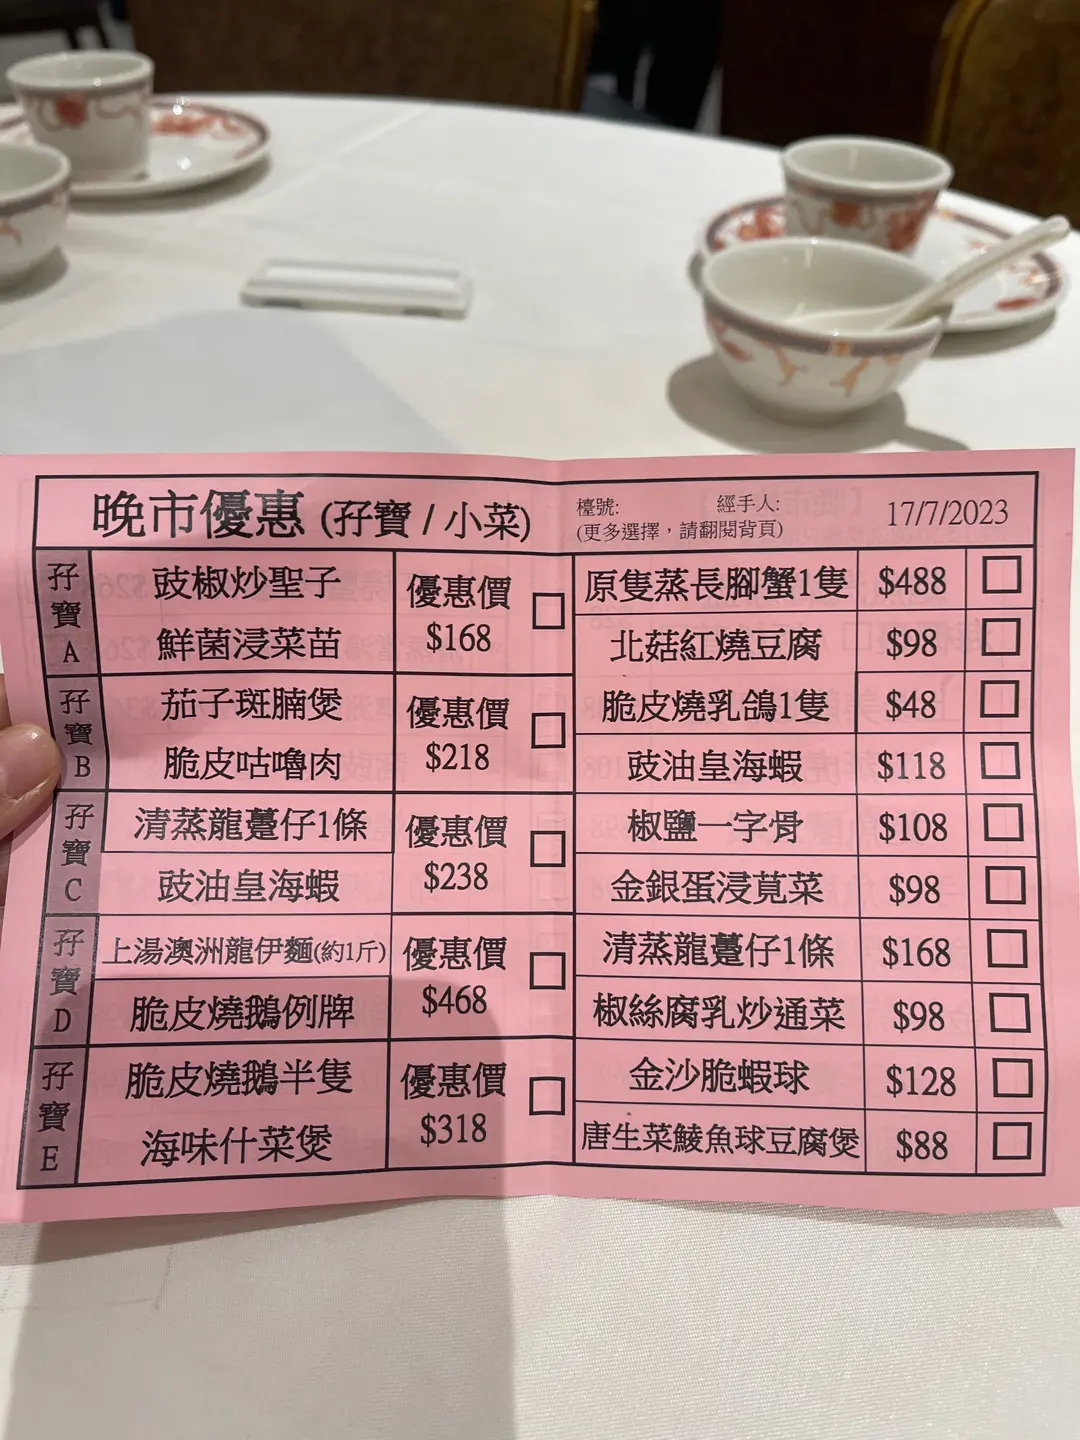 晚市優惠 (孖寶 / 小菜)
檯號: 經手人: 17/7/2023
(更多選擇，請翻閱背頁)
孖寶A
豉椒炒聖子
鮮菌浸菜苗
優惠價
$168
孖寶B
茄子斑腩煲
脆皮咕嚕肉
優惠價
$218
孖寶C
清蒸龍躉仔1條
豉油皇海蝦
優惠價
$238
孖寶D
上湯澳洲龍伊麵(約1斤)
脆皮燒鵝例牌
優惠價
$468
孖寶E
脆皮燒鵝半隻
海味什菜煲
優惠價
$318
原隻蒸長腳蟹1隻 $488
北菇紅燒豆腐 $98
脆皮燒乳鴿1隻 $48
豉油皇海蝦 $118
椒鹽一字骨 $108
金銀蛋浸莧菜 $98
清蒸龍躉仔1條 $168
椒絲腐乳炒通菜 $98
金沙脆蝦球 $128
唐生菜鯪魚球豆腐煲 $88